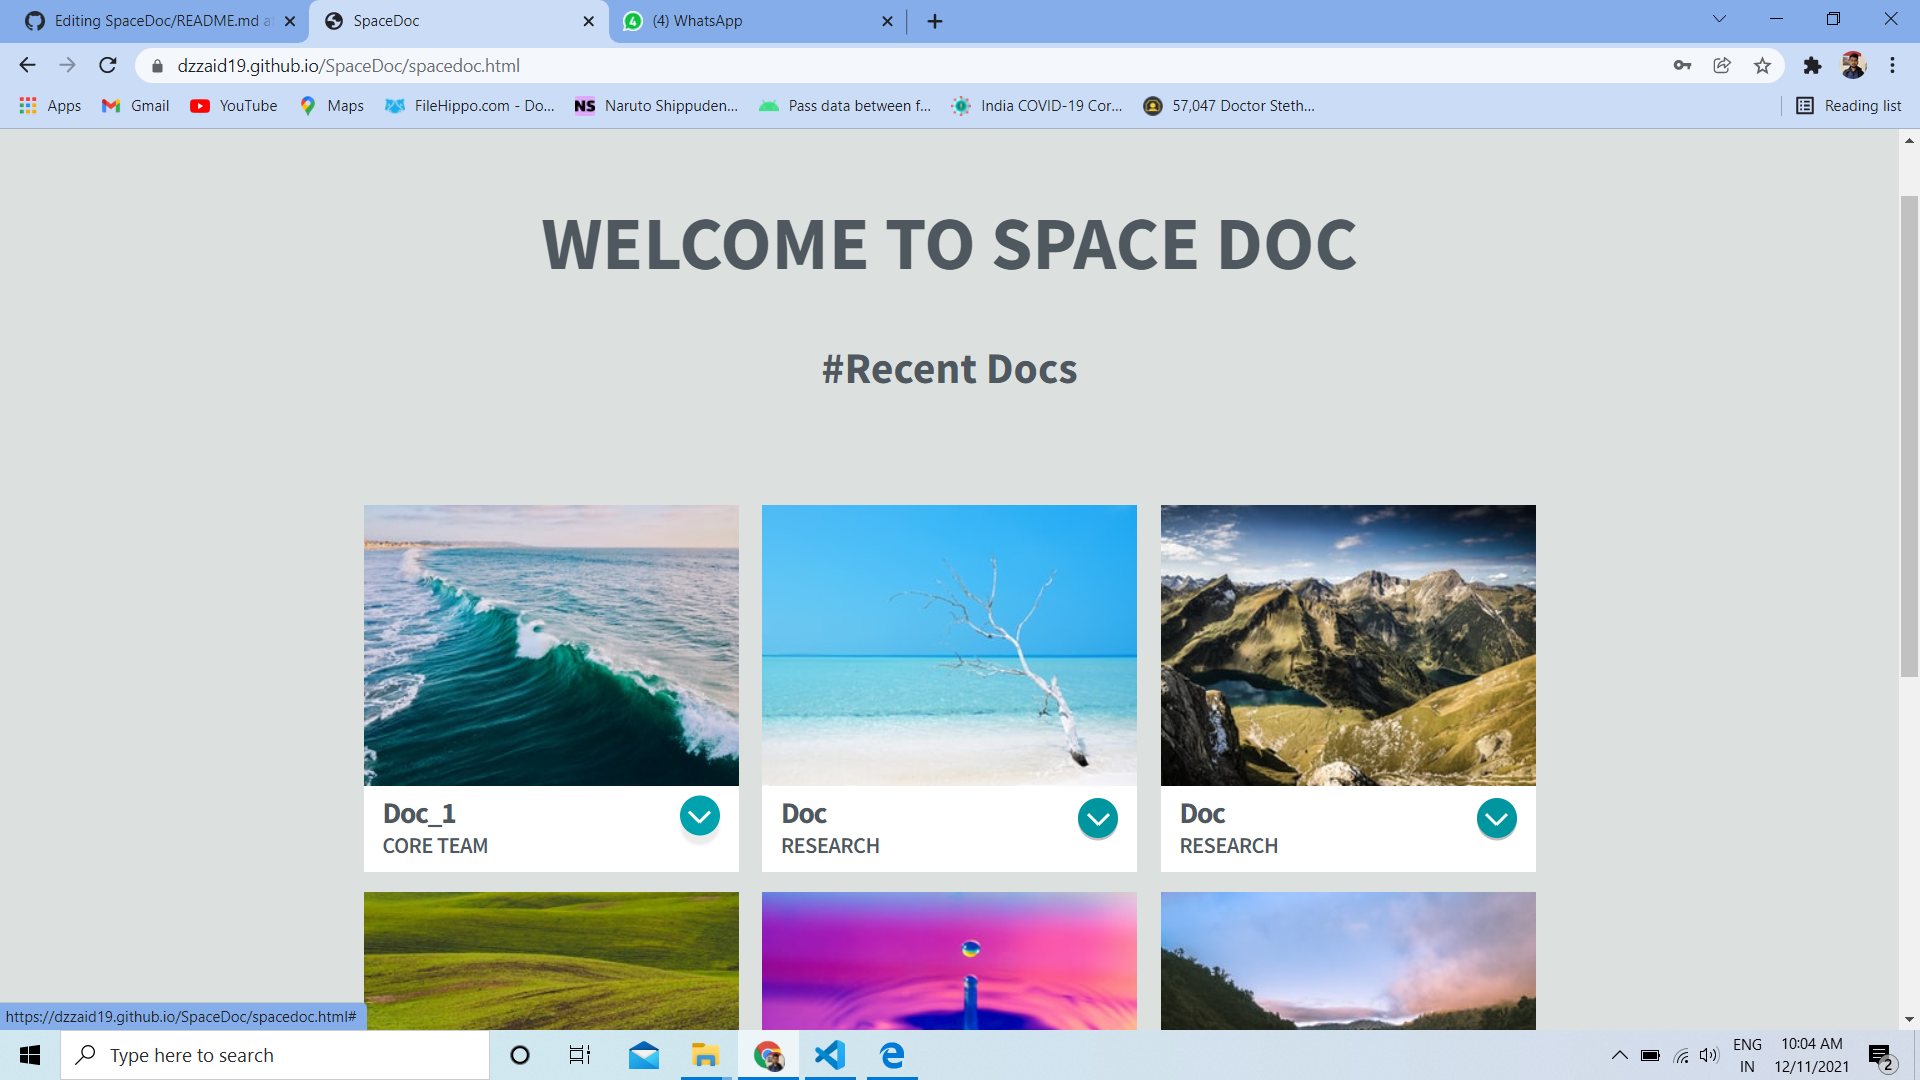 Editing SpaceDoc/README.md a
SpaceDoc
4
(4) WhatsApp
dzzaid19.github.io/SpaceDoc/spacedoc.html
Apps
Gmail
YouTube
Maps
FileHippo.com - Do...
NS
Naruto Shippuden...
Pass data between f...
India COVID-19 Cor...
57,047 Doctor Steth...
Reading list
WELCOME TO SPACE DOC
#Recent Docs
Doc_1
CORE TEAM
Doc
RESEARCH
Doc
RESEARCH
https://dzzaid19.github.io/SpaceDoc/spacedoc.html#
Type here to search
ENG
IN
10:04 AM
12/11/2021
2